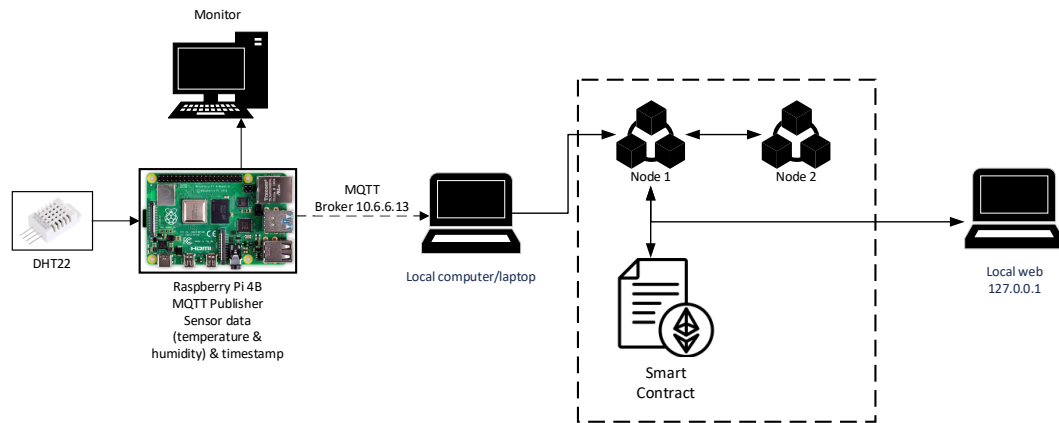 Monitor
MQTT
Broker 10.6.6.13
Node 1
Node 2
DHT22
Raspberry Pi 4B
MQTT Publisher
Sensor data
(temperature &
humidity) & timestamp
Local computer/laptop
Local web
127.0.0.1
Smart
Contract
HDMI